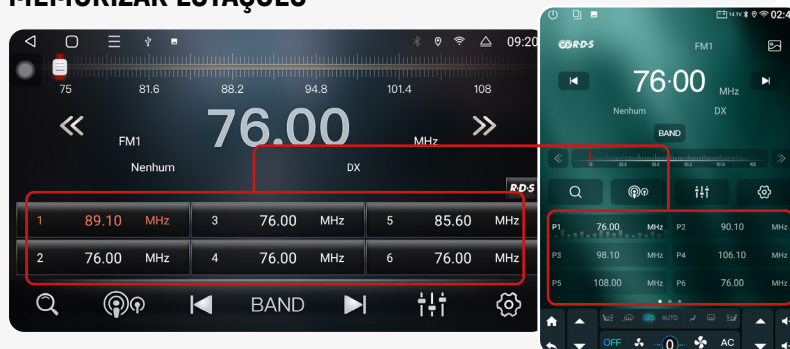 MEMORIZAR ESTAÇÕES
09:20
75 81.6 88.2 94.8 101.4 108
76.00
FM1 MHz
Nenhum DX
R·D·S
1 89.10 MHz 3 76.00 MHz 5 85.60 MHz
2 76.00 MHz 4 76.00 MHz 6 76.00 MHz
BAND
14.1V 02:4
R·D·S FM1
76·00 MHz
Nenhum DX
BAND
P1 76.00 MHz P2 90.10 MHz
P3 98.10 MHz P4 106.10 MHz
P5 108.00 MHz P6 76.00 MHz
AUTO
OFF 0 AC